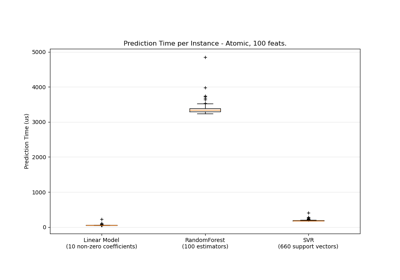 Prediction Time per Instance - Atomic, 100 feats.
5000
4000
3000
2000
1000
0
Prediction Time (us)
Linear Model
(10 non-zero coefficients)
RandomForest
(100 estimators)
SVR
(660 support vectors)